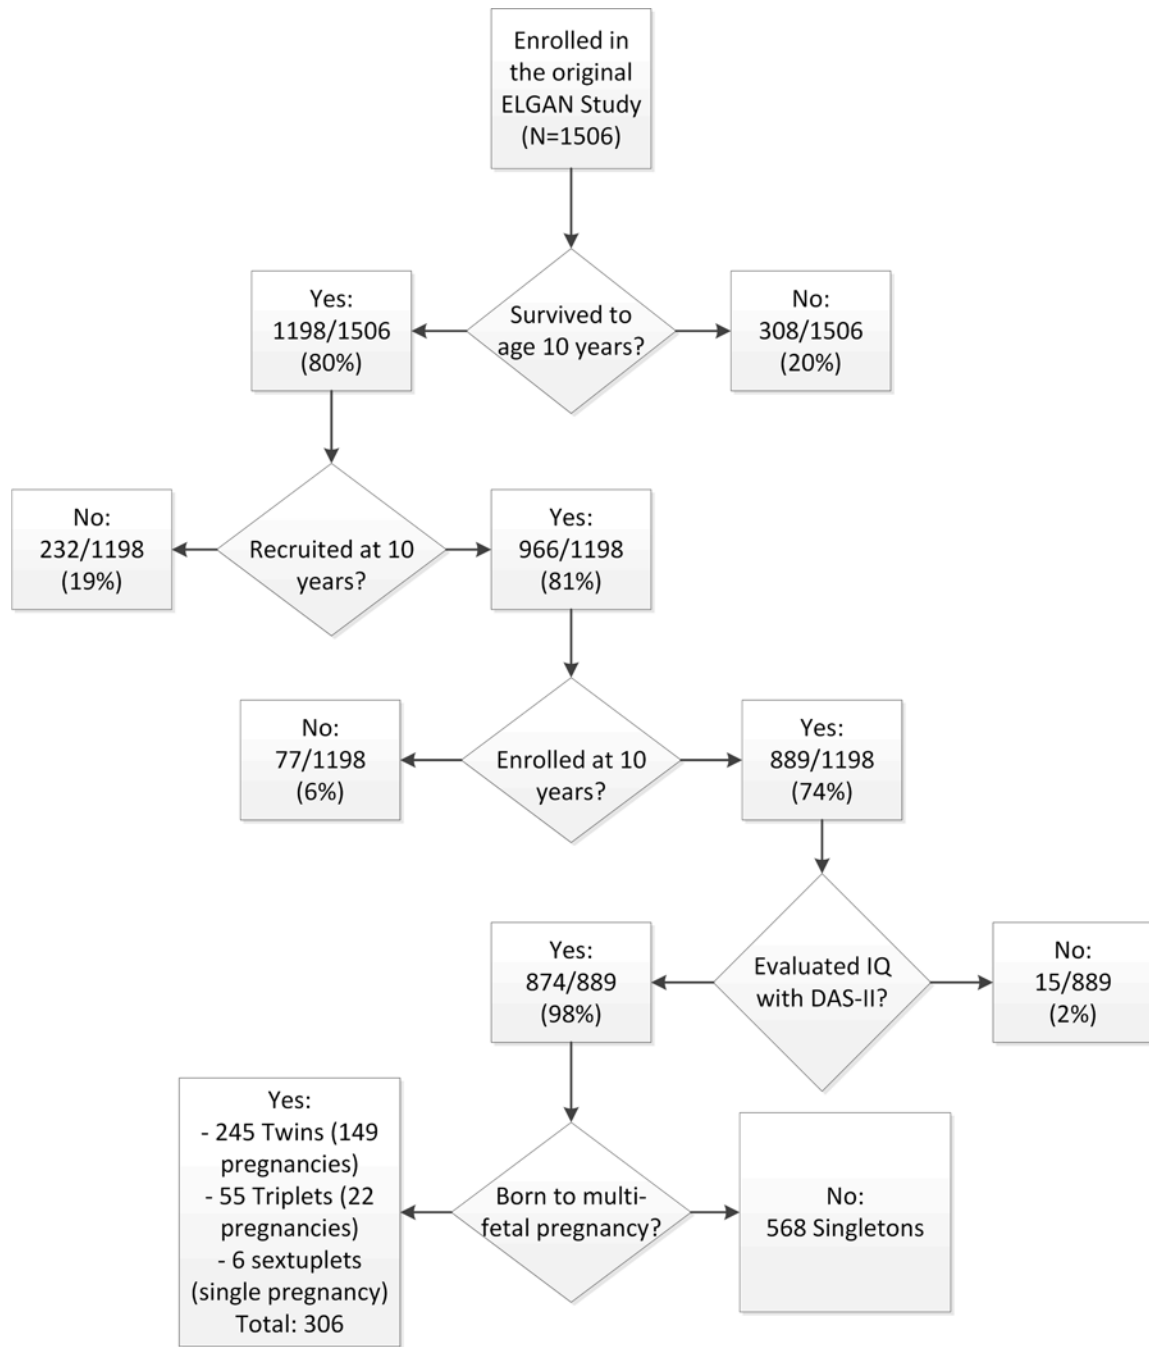 Enrolled in
the original
ELGAN Study
(N=1506)
Yes:
1198/1506
(80%)
Survived to
age 10 years?
No:
308/1506
(20%)
No:
232/1198
(19%)
Recruited at 10
years?
Yes:
966/1198
(81%)
No:
77/1198
(6%)
Enrolled at 10
years?
Yes:
889/1198
(74%)
Yes:
874/889
(98%)
Evaluated IQ
with DAS-II?
No:
15/889
(2%)
Yes:
- 245 Twins (149
pregnancies)
- 55 Triplets (22
pregnancies)
- 6 sextuplets
(single pregnancy)
Total: 306
Born to multi-
fetal pregnancy?
No:
568 Singletons